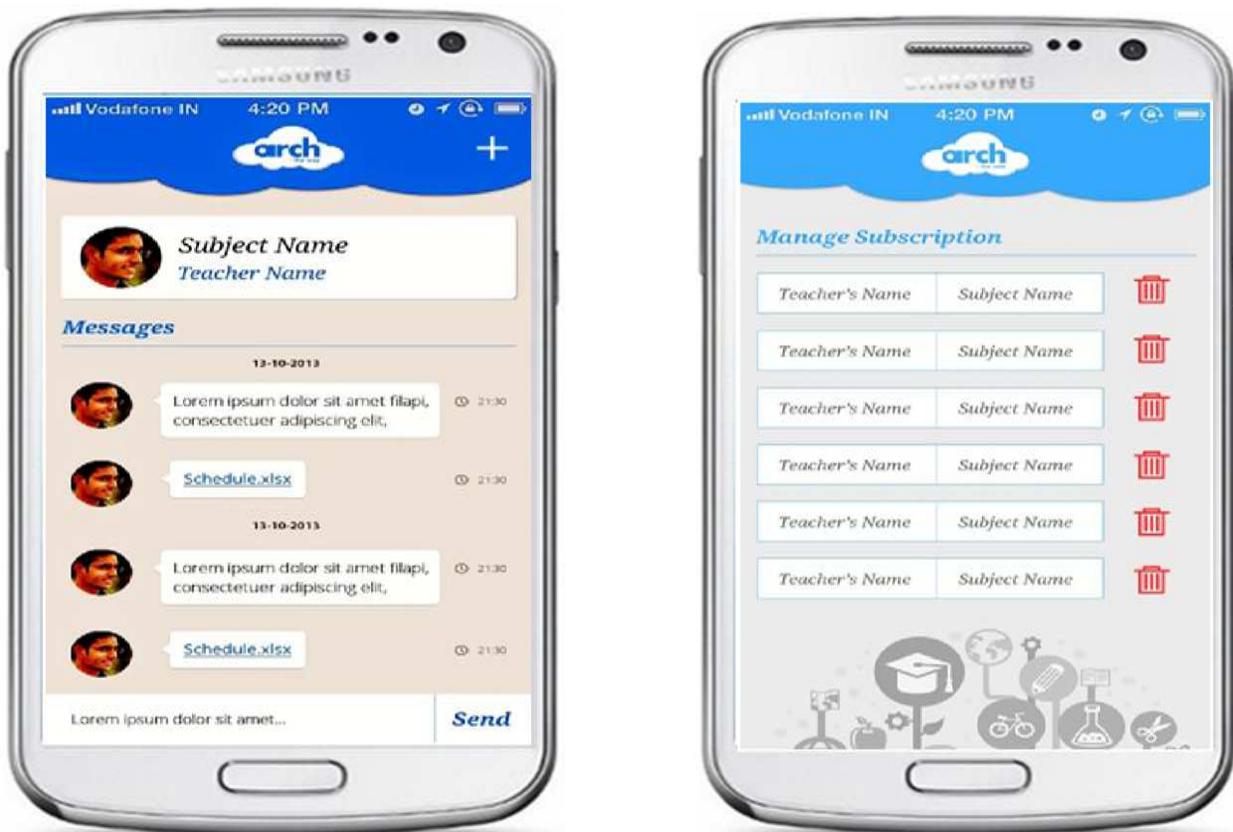 SAMSUNG
Vodafone IN 4:20 PM
arch
Subject Name
Teacher Name
Messages
13-10-2013
Lorem ipsum dolor sit amet filapi,
consectetuer adipiscing elit,
21:30
Schedule.xlsx
21:30
13-10-2013
Lorem ipsum dolor sit amet filapi,
consectetuer adipiscing elit,
21:30
Schedule.xlsx
21:30
Lorem ipsum dolor sit amet...
Send
SAMSUNG
Vodafone IN 4:20 PM
arch
Manage Subscription
Teacher's Name Subject Name
Teacher's Name Subject Name
Teacher's Name Subject Name
Teacher's Name Subject Name
Teacher's Name Subject Name
Teacher's Name Subject Name